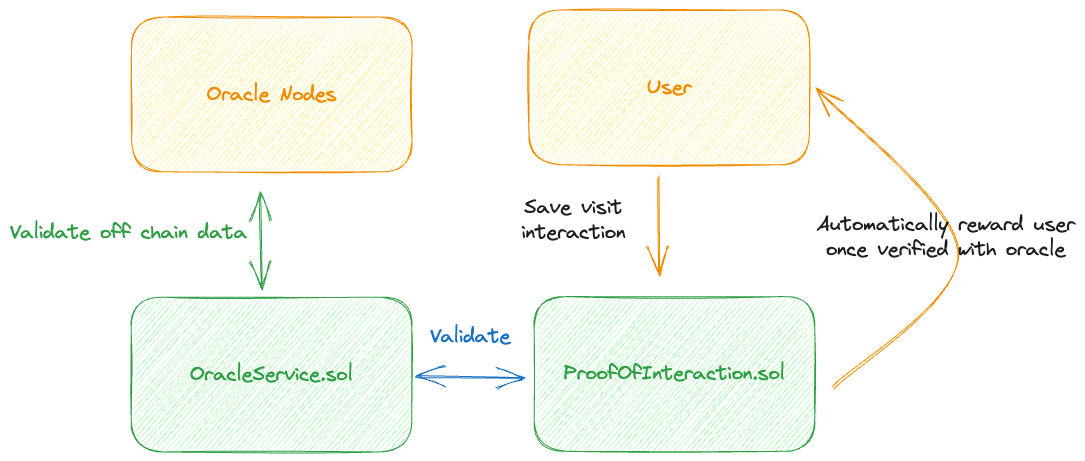 Oracle Nodes
User
Validate off chain data
Save visit
interaction
Automatically reward user
once verified with oracle
Validate
OracleService.sol
ProofOfInteraction.sol